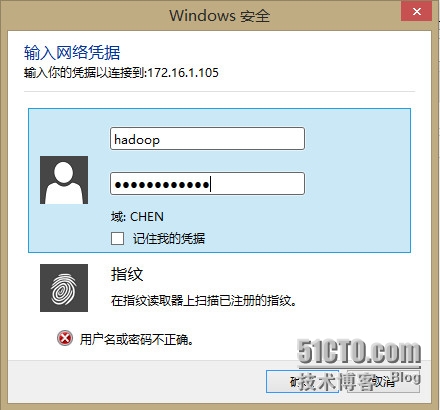 Windows 安全
输入网络凭据
输入你的凭据以连接到:172.16.1.105
hadoop
●●●●●●●●●●●●
域: CHEN
记住我的凭据
指纹
在指纹读取器上扫描已注册的指纹。
用户名或密码不正确。
51CTO.com
技术博客 Blog
取消